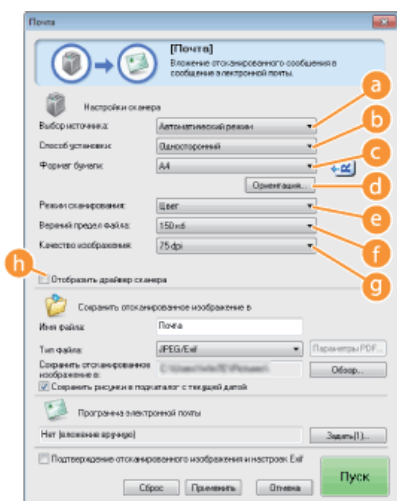 Почта
[Почта]
Вложение отсканированного сообщения в
сообщение электронной почты.
Настройки сканера
a
Выбор источника: Автоматический режим
b
Способ установки: Односторонний
c
Формат бумаги: A4
R
Ориентация... d
Режим сканирования: Цвет e
Верхний предел файла: 150 кб f
Качество изображения: 75 dpi g
h
Отобразить драйвер сканера
Сохранить отсканированное изображение в
Имя файла: Почта
Тип файла: JPEG/Exif Параметры PDF...
Сохранить отсканированное
изображение в: Обзор...
Сохранить рисунки в подкаталог с текущей датой
Программа электронной почты
Нет (вложение вручную) Задать(1)...
Подтверждение отсканированного изображения и настроек Exif
Сброс Применить Отмена Пуск